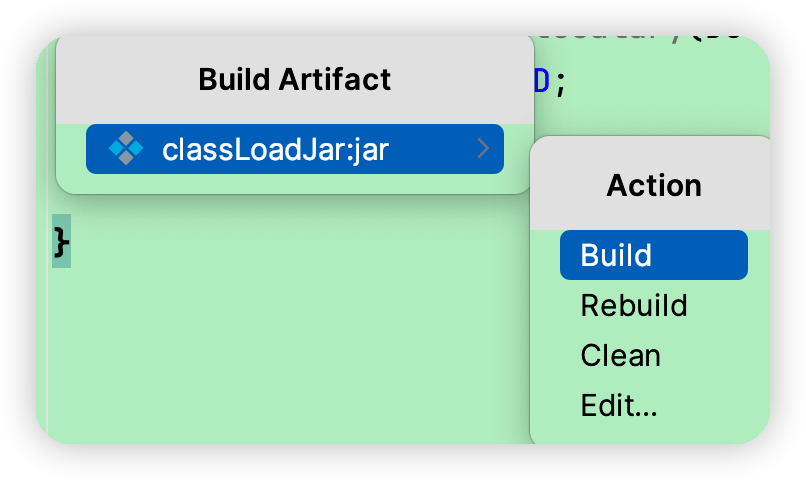 D;
Build Artifact
classLoadJar:jar
}
Action
Build
Rebuild
Clean
Edit...